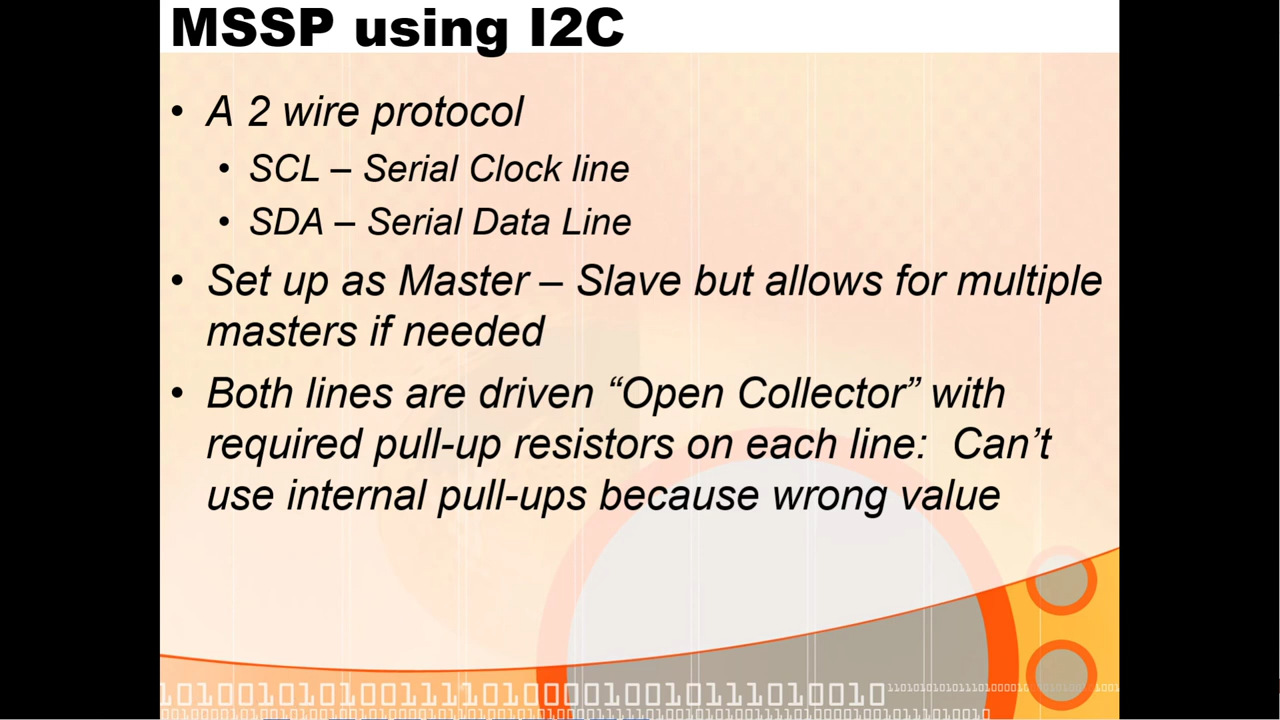 MSSP using I2C
• A 2 wire protocol
• SCL – Serial Clock line
• SDA – Serial Data Line
• Set up as Master – Slave but allows for multiple
masters if needed
• Both lines are driven “Open Collector” with
required pull-up resistors on each line:  Can’t
use internal pull-ups because wrong value